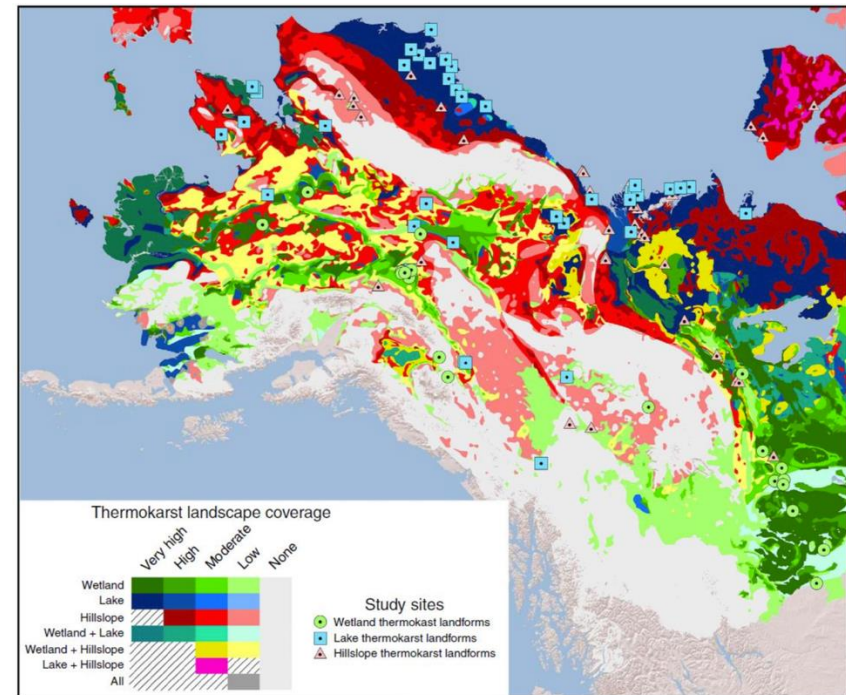 Thermokarst landscape coverage
Very high
High
Moderate
Low
None
Wetland
Lake
Hillslope
Wetland + Lake
Wetland + Hillslope
Lake + Hillslope
All
Study sites
Wetland thermokast landforms
Lake thermokarst landforms
Hillslope thermokarst landforms